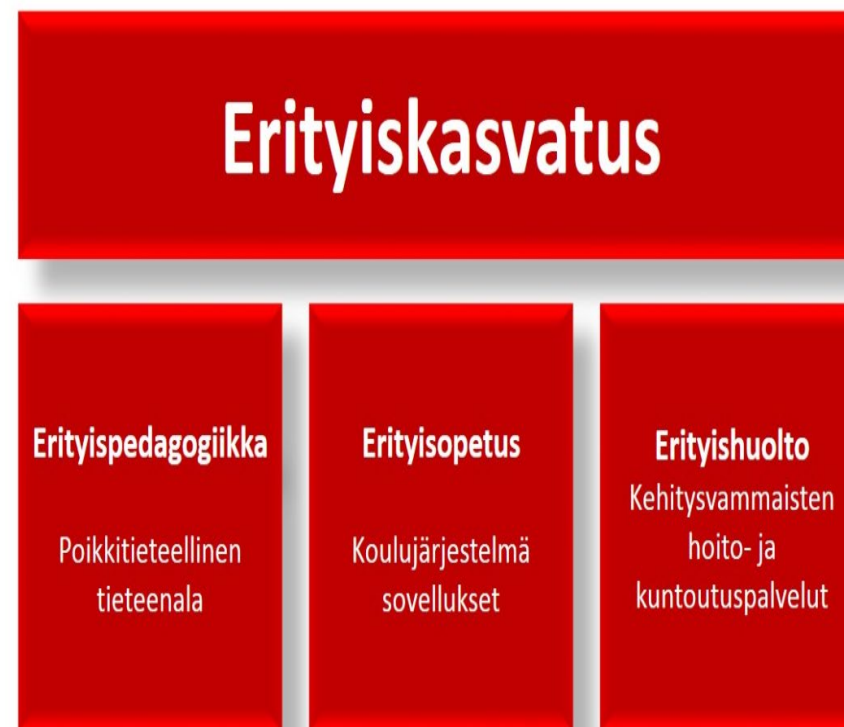 Erityiskasvatus
Erityispedagogiikka
Poikkitieteellinen
tieteenala
Erityisopetus
Koulujärjestelmä
sovellukset
Erityishuolto
Kehitysvammaisten
hoito- ja
kuntoutuspalvelut